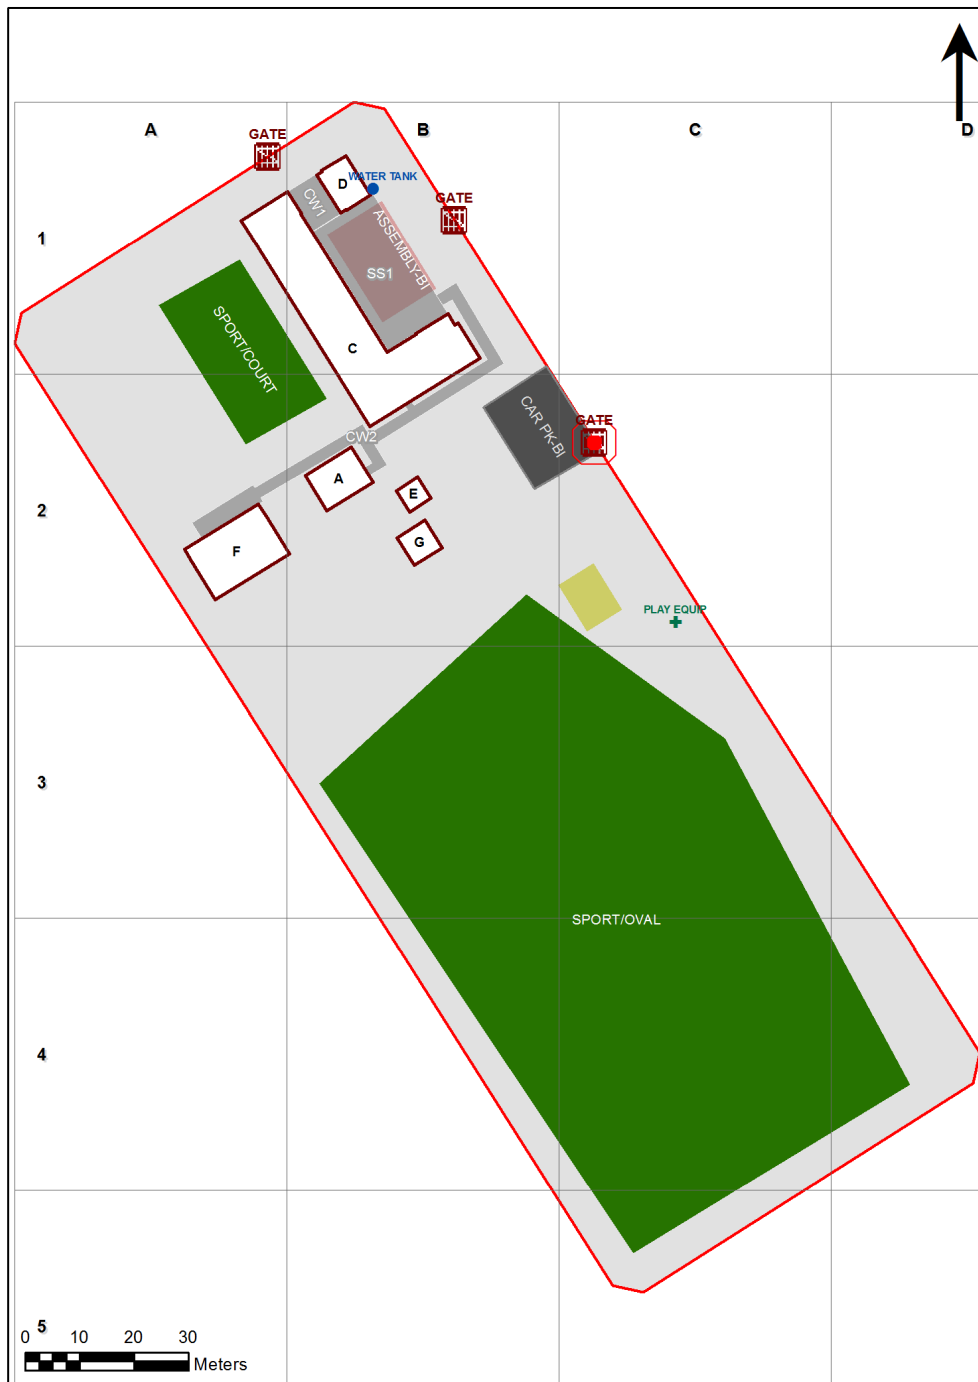 A
B
C
D
GATE
D
WATER TANK
CW1
GATE
ASSEMBLY-BI
1
SS1
SPORT/COURT
C
CAR PK-BI
GATE
CW2
A
E
2
G
F
PLAY EQUIP
3
SPORT/OVAL
4
5
0 10 20 30
Meters